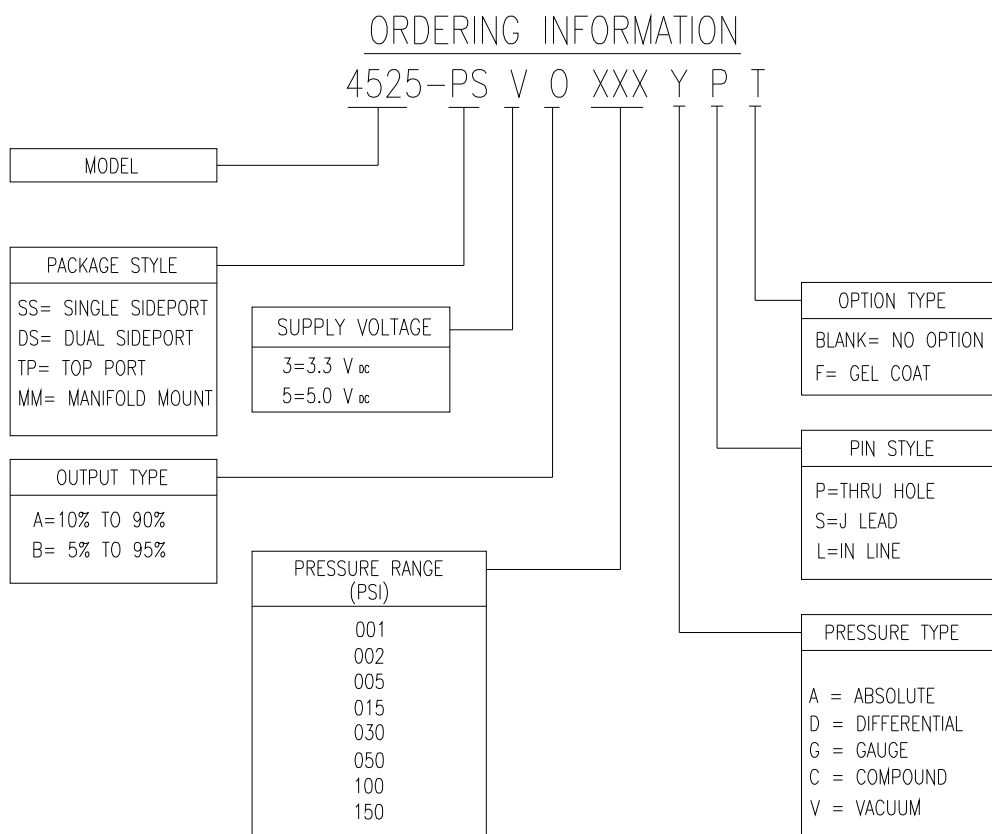 ORDERING INFORMATION
4525-PS V O XXX Y P T
MODEL
PACKAGE STYLE
SS= SINGLE SIDEPORT
DS= DUAL SIDEPORT
TP= TOP PORT
MM= MANIFOLD MOUNT
SUPPLY VOLTAGE
3=3.3 V DC
5=5.0 V DC
OUTPUT TYPE
A=10% TO 90%
B= 5% TO 95%
PRESSURE RANGE
(PSI)
001
002
005
015
030
050
100
150
OPTION TYPE
BLANK= NO OPTION
F= GEL COAT
PIN STYLE
P=THRU HOLE
S=J LEAD
L=IN LINE
PRESSURE TYPE
A = ABSOLUTE
D = DIFFERENTIAL
G = GAUGE
C = COMPOUND
V = VACUUM